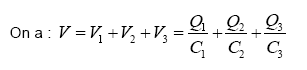 On a : V = V₁ + V₂ + V₃ = Q₁/C₁ + Q₂/C₂ + Q₃/C₃